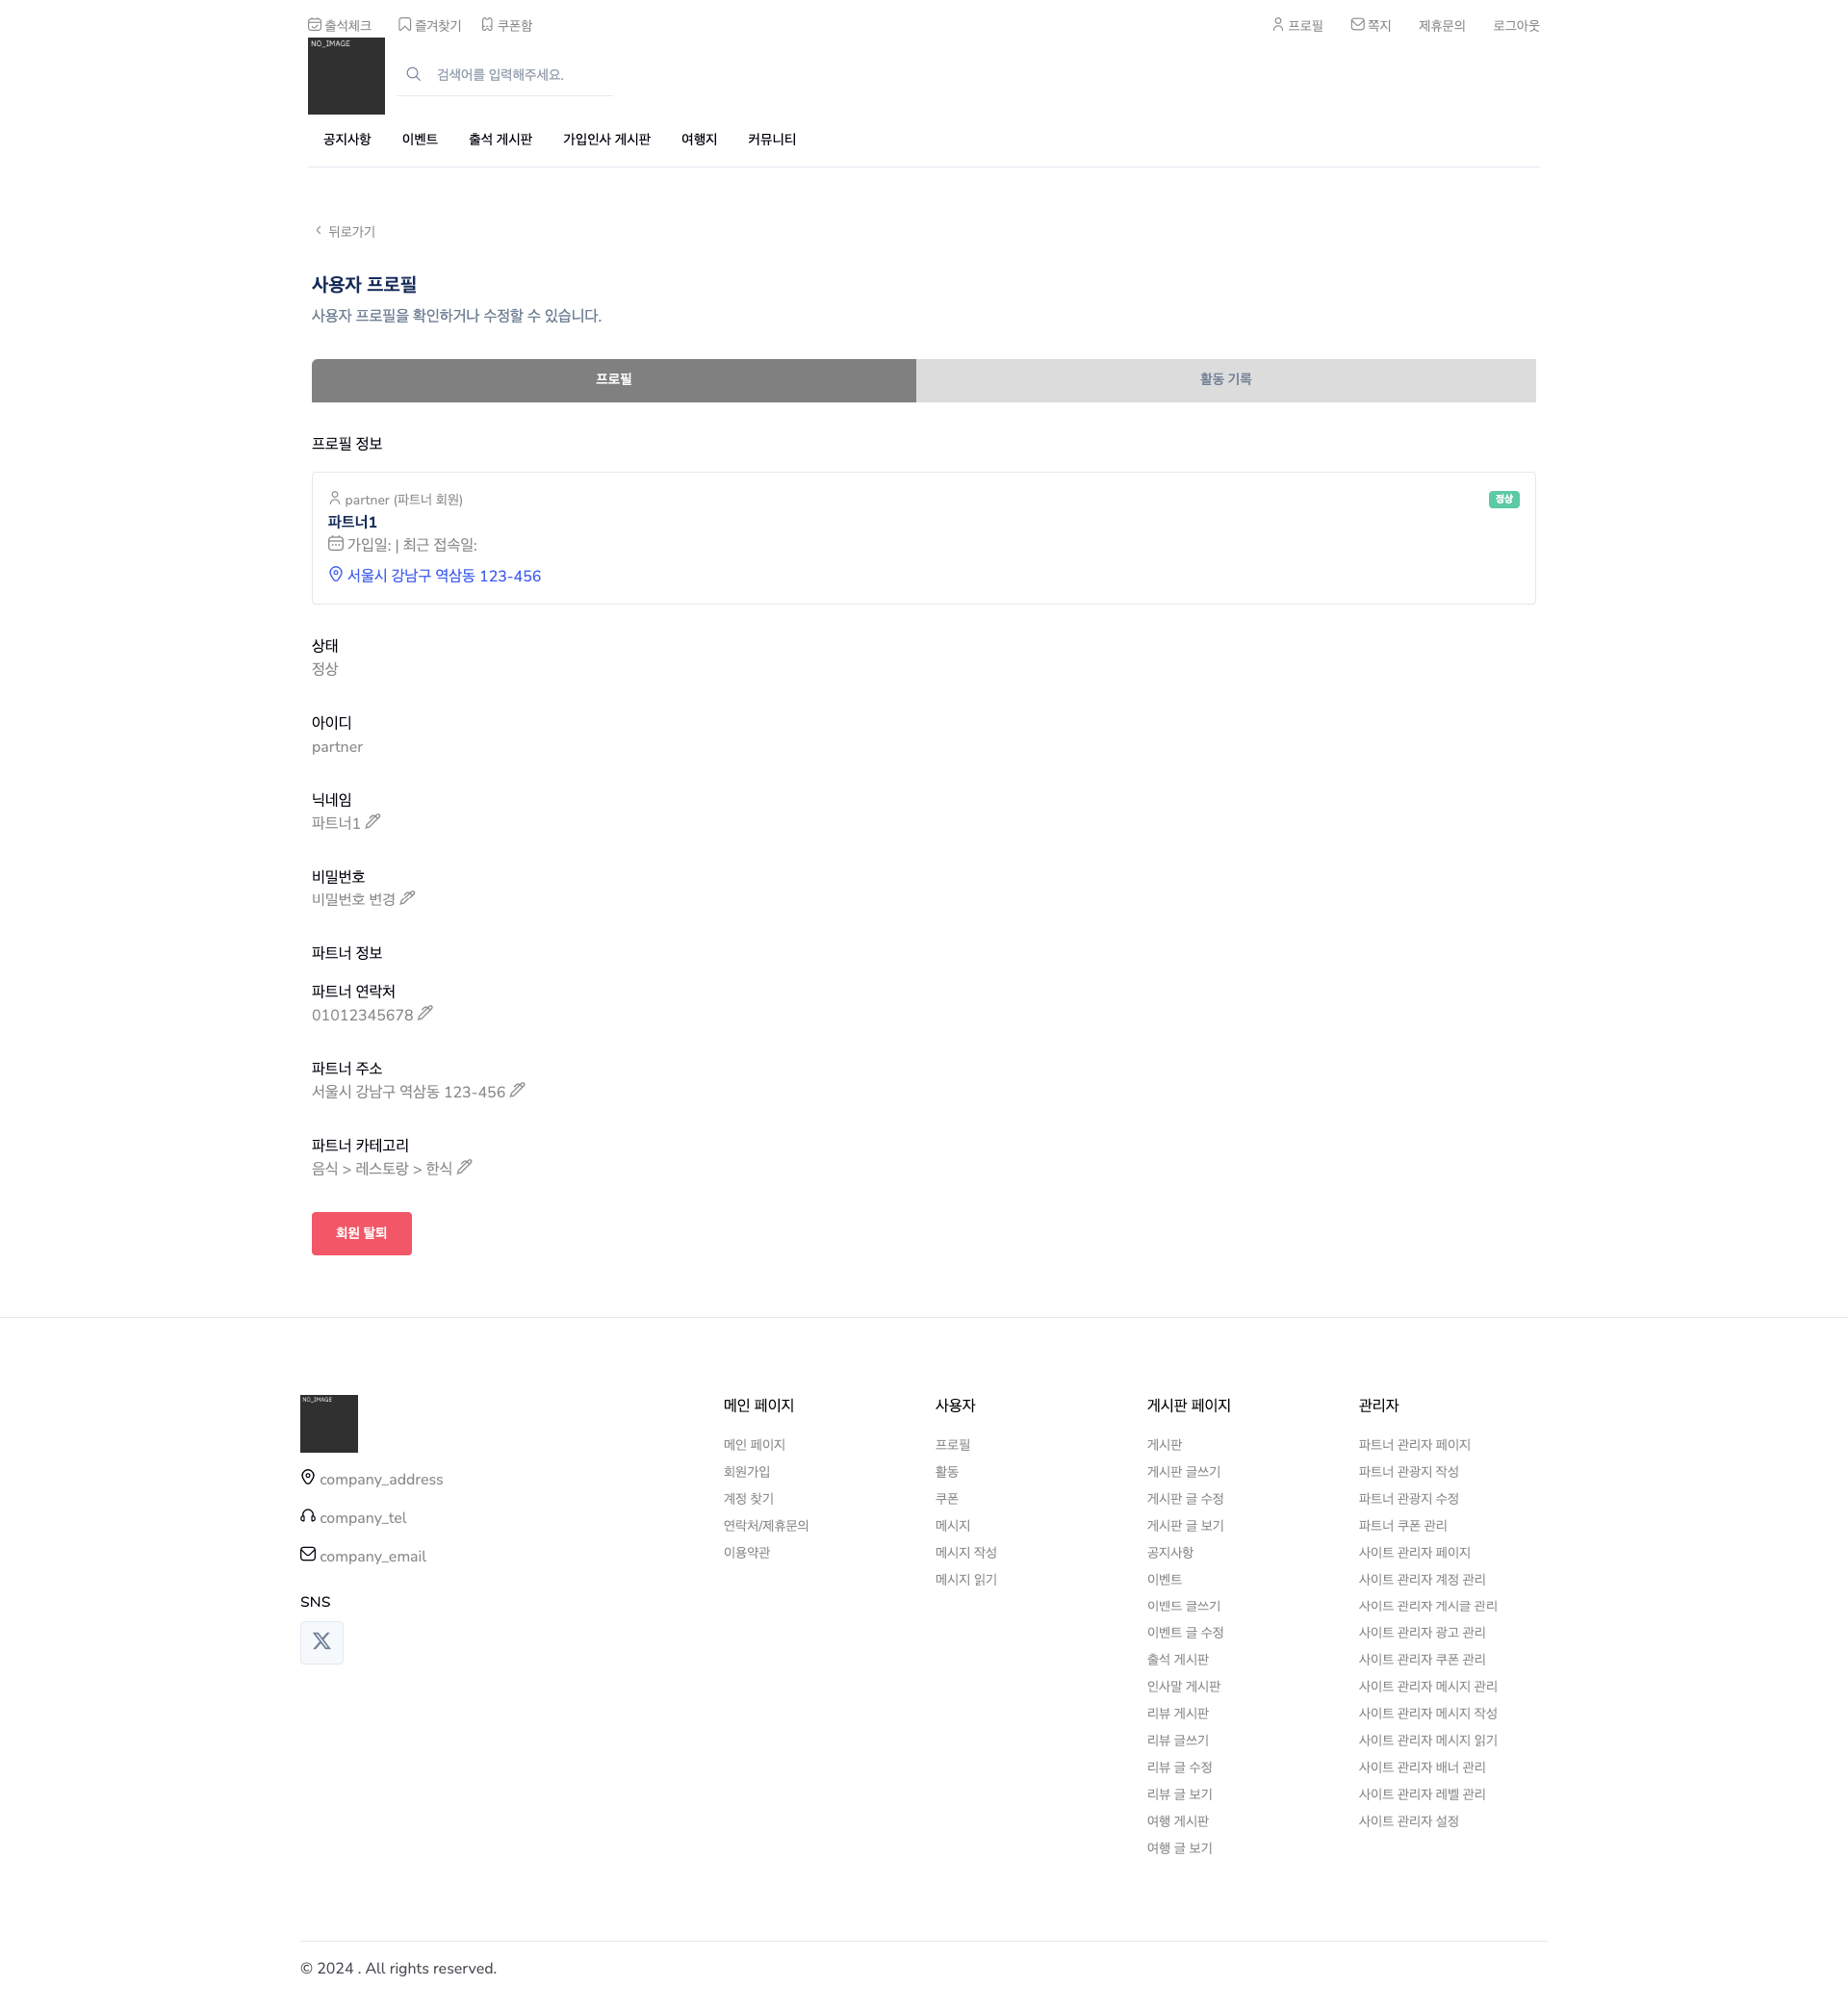 출석체크 즐겨찾기 쿠폰함 프로필 쪽지 제휴문의 로그아웃
NO_IMAGE
검색어를 입력해주세요.
공지사항 이벤트 출석 게시판 가입인사 게시판 여행지 커뮤니티
뒤로가기
사용자 프로필
사용자 프로필을 확인하거나 수정할 수 있습니다.
프로필 활동 기록
프로필 정보
partner (파트너 회원) 정상
파트너1
가입일: | 최근 접속일:
서울시 강남구 역삼동 123-456
상태
정상
아이디
partner
닉네임
파트너1
비밀번호
비밀번호 변경
파트너 정보
파트너 연락처
01012345678
파트너 주소
서울시 강남구 역삼동 123-456
파트너 카테고리
음식 > 레스토랑 > 한식
회원 탈퇴
NO_IMAGE
company_address
company_tel
company_email
SNS
메인 페이지
메인 페이지
회원가입
계정 찾기
연락처/제휴문의
이용약관
사용자
프로필
활동
쿠폰
메시지
메시지 작성
메시지 읽기
게시판 페이지
게시판
게시판 글쓰기
게시판 글 수정
게시판 글 보기
공지사항
이벤트
이벤트 글쓰기
이벤트 글 수정
출석 게시판
인사말 게시판
리뷰 게시판
리뷰 글쓰기
리뷰 글 수정
리뷰 글 보기
여행 게시판
여행 글 보기
관리자
파트너 관리자 페이지
파트너 관광지 작성
파트너 관광지 수정
파트너 쿠폰 관리
사이트 관리자 페이지
사이트 관리자 계정 관리
사이트 관리자 게시글 관리
사이트 관리자 광고 관리
사이트 관리자 쿠폰 관리
사이트 관리자 메시지 관리
사이트 관리자 메시지 작성
사이트 관리자 메시지 읽기
사이트 관리자 배너 관리
사이트 관리자 레벨 관리
사이트 관리자 설정
© 2024 . All rights reserved.